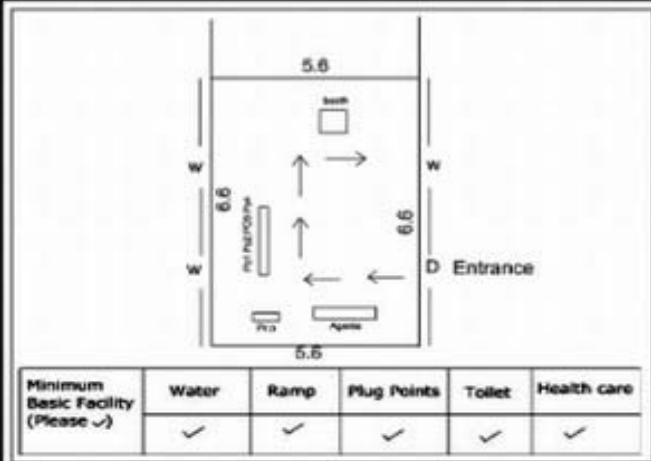 5.6
booth
W
W
6.6
6.6
W
D Entrance
Agents
5.6
Minimum Basic Facility (Please ✓)
Water
Ramp
Plug Points
Toilet
Health care
✓
✓
✓
✓
✓